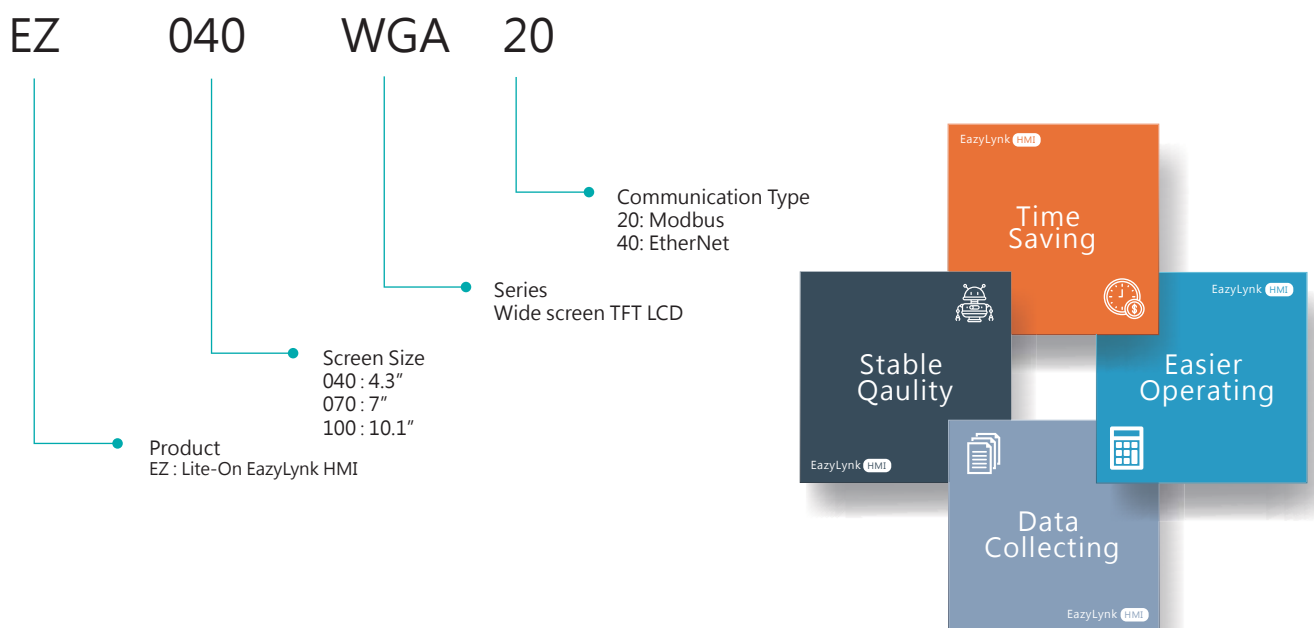 EZ 040 WGA 20
Communication Type
20: Modbus
40: EtherNet
Series
Wide screen TFT LCD
Screen Size
040 : 4.3″
070 : 7″
100 : 10.1″
Product
EZ : Lite-On EazyLynk HMI
EazyLynk HMI
Time
Saving
Stable
Qaulity
EazyLynk HMI
EazyLynk HMI
Easier
Operating
Data
Collecting
EazyLynk HMI